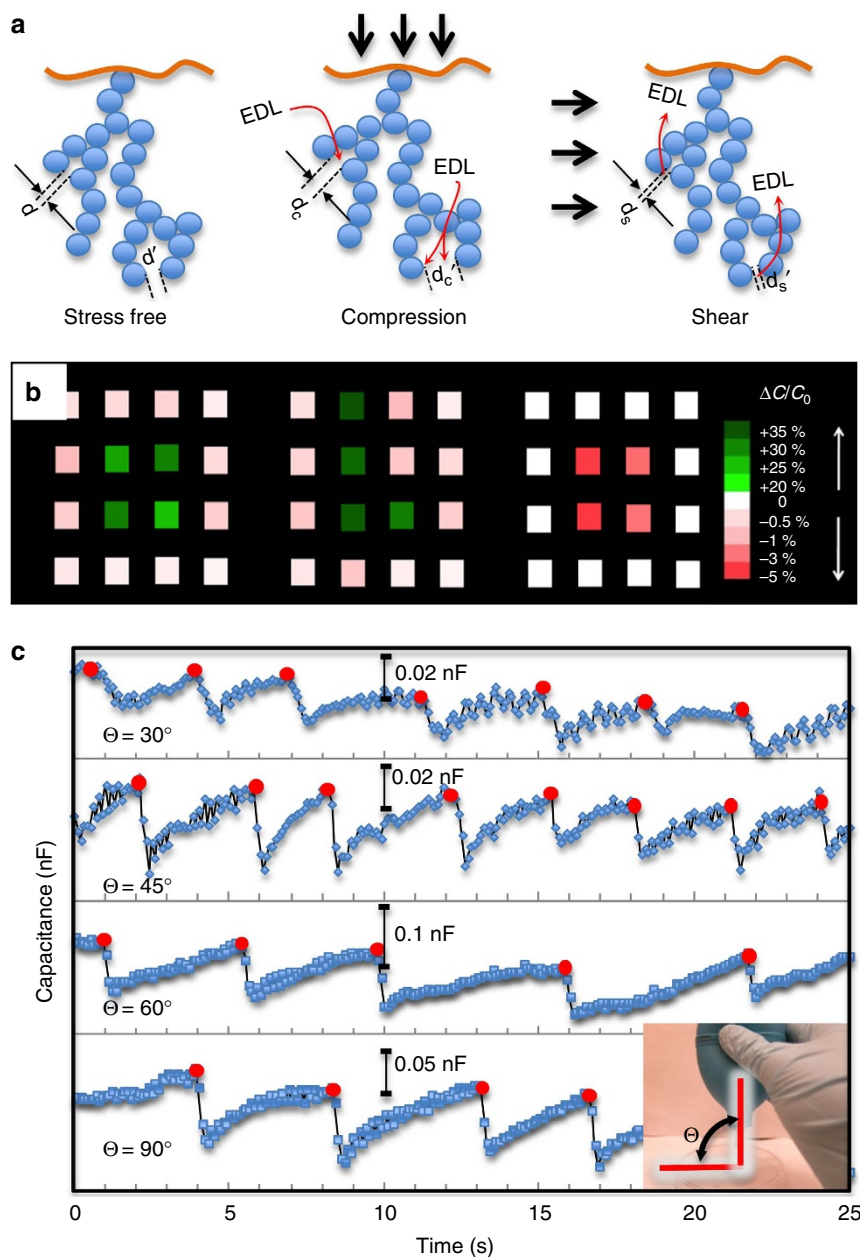 a
EDL
EDL
EDL
EDL
d
d'
d_c
d_c'
d_s
d_s'
Stress free
Compression
Shear
b
ΔC/C₀
+35 %
+30 %
+25 %
+20 %
0
−0.5 %
−1 %
−3 %
−5 %
c
0.02 nF
Θ = 30°
0.02 nF
Θ = 45°
0.1 nF
Θ = 60°
0.05 nF
Θ = 90°
Θ
Capacitance (nF)
0 5 10 15 20 25
Time (s)